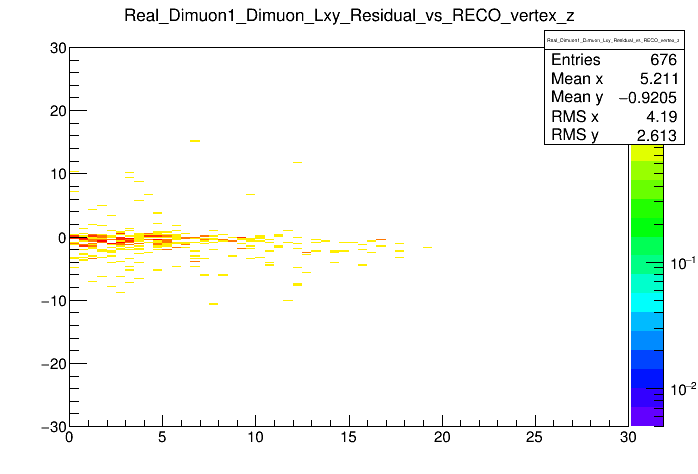 Real_Dimuon1_Dimuon_Lxy_Residual_vs_RECO_vertex_z
Real_Dimuon1_Dimuon_Lxy_Residual_vs_RECO_vertex_z
Entries 676
Mean x 5.211
Mean y −0.9205
RMS x 4.19
RMS y 2.613
30
20
10
0
−10
−20
−30
0 5 10 15 20 25 30
10⁻¹
10⁻²